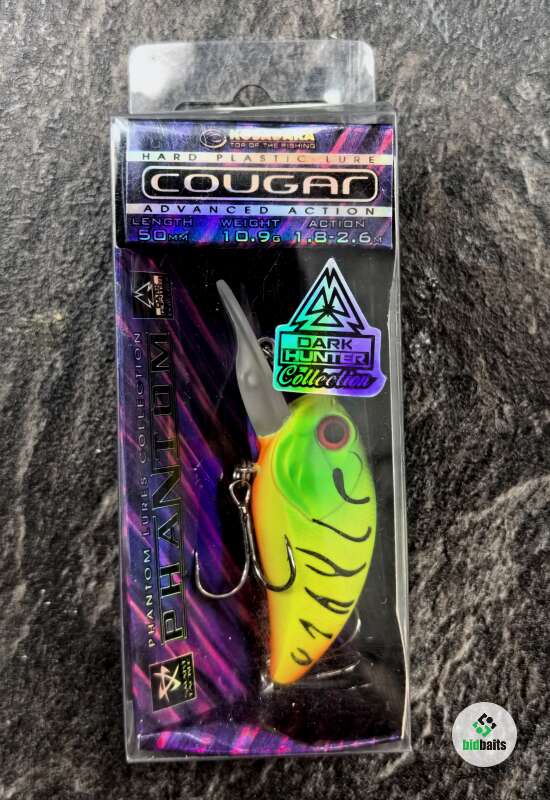 KOSADAKA
TOP OF THE FISHING
HARD PLASTIC LURE
COUGAR
ADVANCED ACTION
LENGTH WEIGHT ACTION
50MM 10.9G 1.8-2.6M
DARK
HUNTER
Collection
PHANTOM LURES COLLECTION
PHANTOM
bidbaits